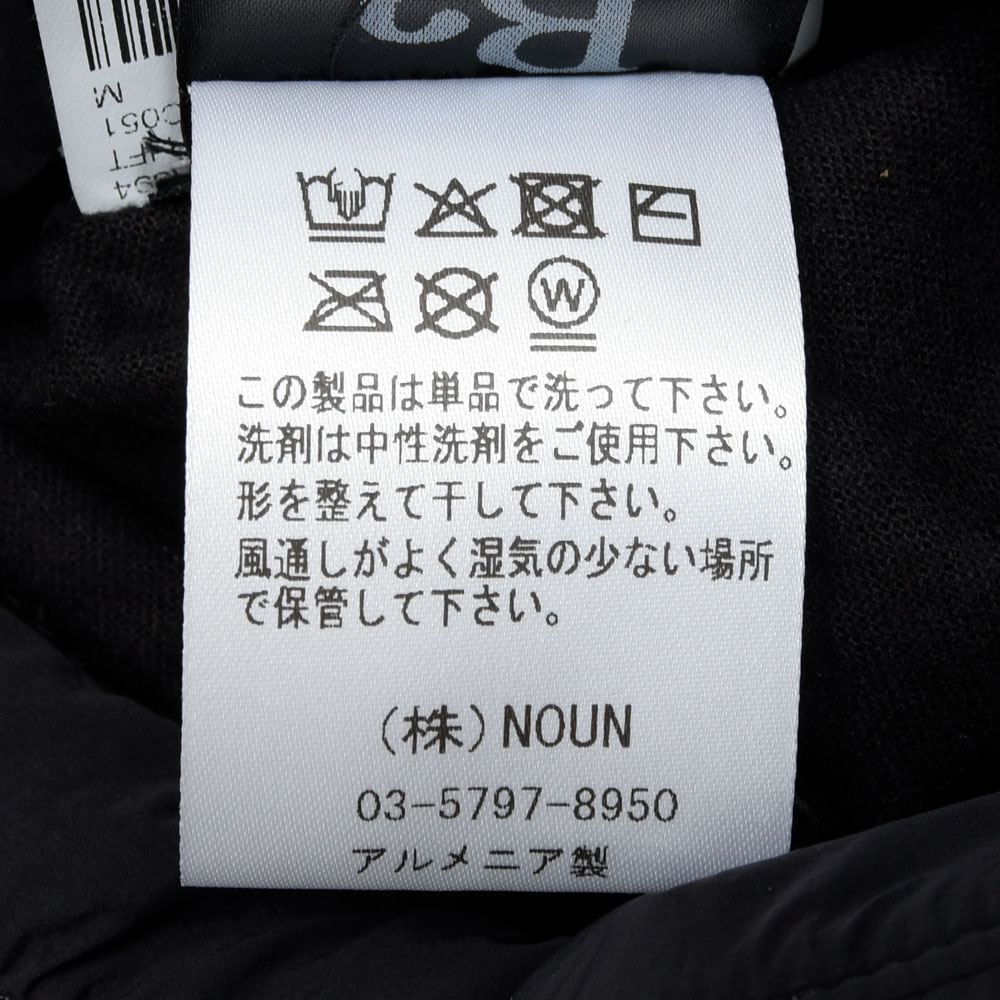 M
C051
W
この製品は単品で洗って下さい。
洗剤は中性洗剤をご使用下さい。
形を整えて干して下さい。
風通しがよく湿気の少ない場所
で保管して下さい。
（株）NOUN
03-5797-8950
アルメニア製